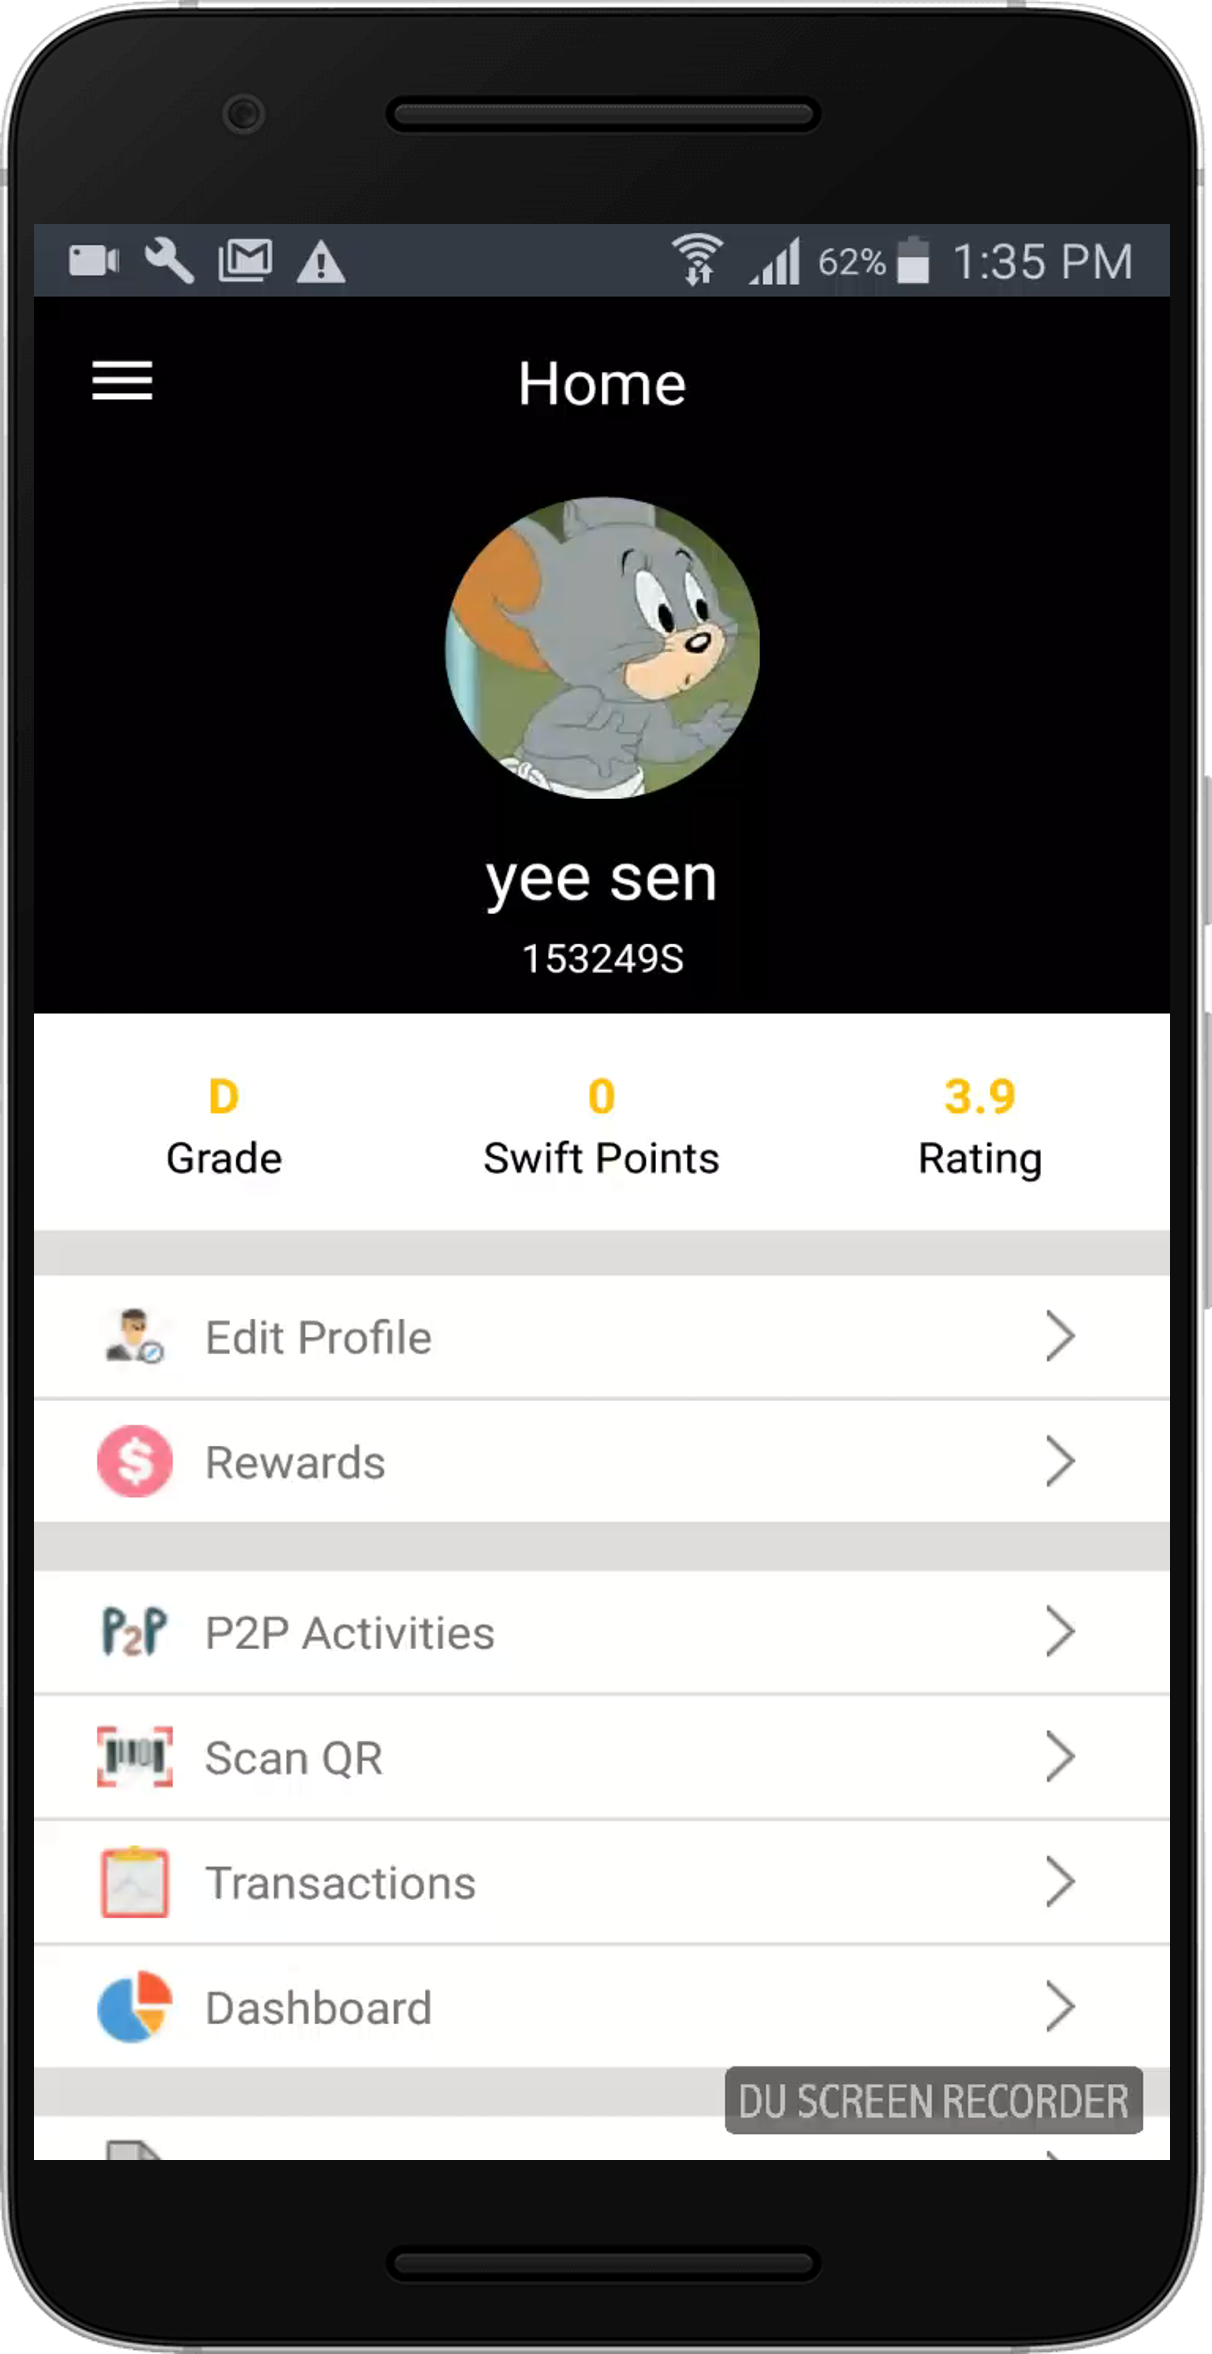 62% 1:35 PM
Home
yee sen
153249S
D 0 3.9
Grade Swift Points Rating
Edit Profile
Rewards
P2P P2P Activities
Scan QR
Transactions
Dashboard
DU SCREEN RECORDER